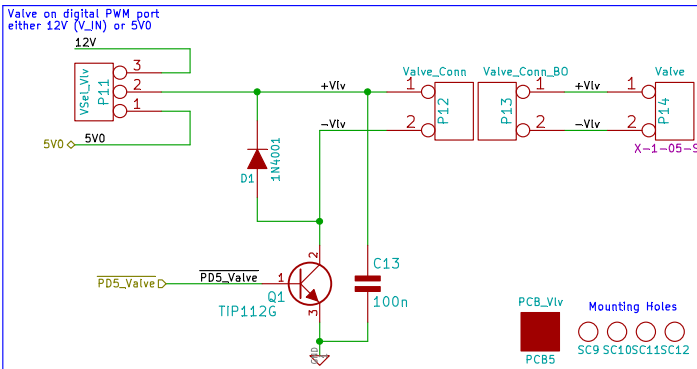 Valve on digital PWM port
either 12V (V_IN) or 5V0
12V
VSel_Vlv
P11
3
2
1
5V0
5V0
+Vlv
-Vlv
Valve_Conn
1
2
P12
Valve_Conn_BO
P13
1
2
+Vlv
-Vlv
Valve
1
2
P14
X-1-05-S
D1
1N4001
PD5_Valve
PD5_Valve
1
2
3
Q1
TIP112G
C13
100n
GND
PCB_Vlv
PCB5
Mounting Holes
SC9 SC10 SC11 SC12